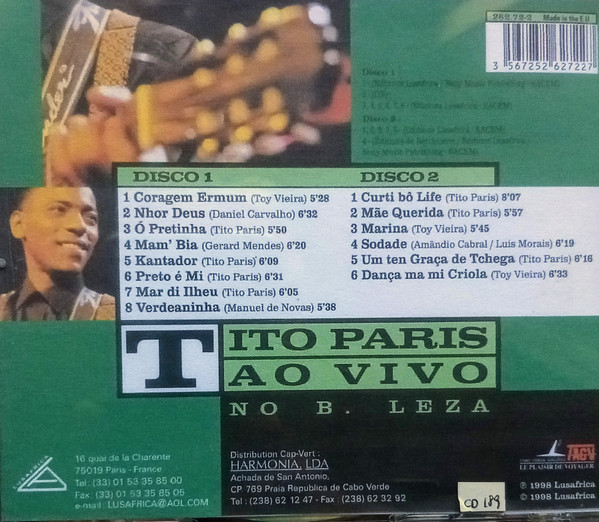 262.72-2 Made in the E.U
3 567252 627227
Disco 1
Disco 2
DISCO 1
1 Coragem Ermum (Toy Vieira) 5'28
2 Nhor Deus (Daniel Carvalho) 6'32
3 Ó Pretinha (Tito Paris) 5'50
4 Mam' Bia (Gerard Mendes) 6'20
5 Kantador (Tito Paris) 6'09
6 Preto é Mi (Tito Paris) 6'31
7 Mar di Ilheu (Tito Paris) 6'05
8 Verdeaninha (Manuel de Novas) 5'38
DISCO 2
1 Curti bô Life (Tito Paris) 8'07
2 Mãe Querida (Tito Paris) 5'57
3 Marina (Toy Vieira) 5'45
4 Sodade (Amândio Cabral / Luis Morais) 6'19
5 Um ten Graça de Tchega (Tito Paris) 6'16
6 Dança ma mi Criola (Toy Vieira) 6'33
TITO PARIS
AO VIVO
NO B. LEZA
LUSAFRICA
16 quai de la Charente
75019 Paris - France
Tel : (33) 01 53 35 85 00
Fax : (33) 01 53 35 85 05
e-mail : LUSAFRICA@AOL.COM
Distribution Cap-Vert :
HARMONIA, LDA
Achada de San Antonio,
CP 769 Praia Republica de Cabo Verde
Tel : (238) 62 12 47 - Fax : (238) 62 32 92
CD 189
TACV
LE PLAISIR DE VOYAGER
℗ 1998 Lusafrica
© 1998 Lusafrica